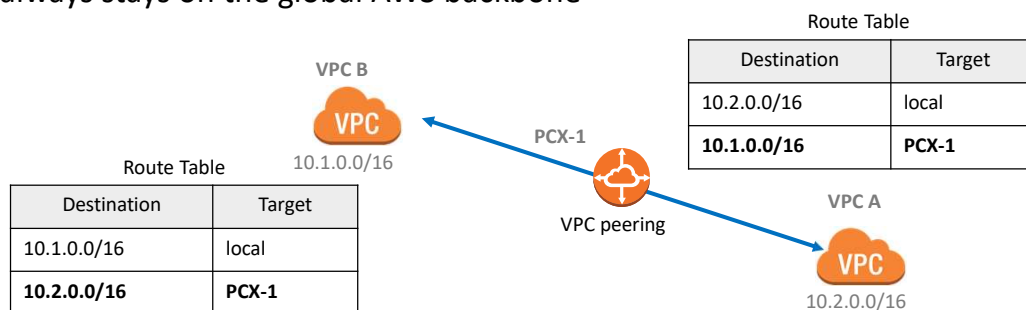 always stays on the global AWS backbone
Route Table
Destination Target
10.2.0.0/16 local
10.1.0.0/16 PCX-1
VPC B
VPC
10.1.0.0/16
PCX-1
VPC peering
Route Table
Destination Target
10.1.0.0/16 local
10.2.0.0/16 PCX-1
VPC A
VPC
10.2.0.0/16